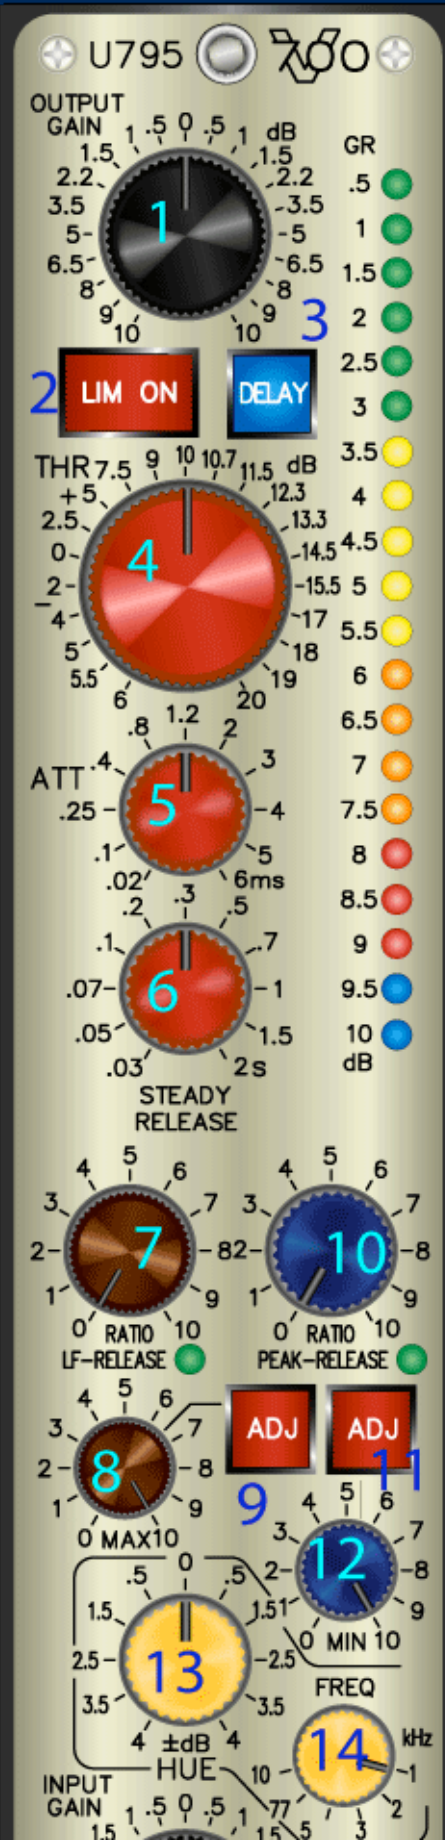 U795 700
OUTPUT
GAIN
1 .5 0 .5 1 dB
1.5 1.5
2.2 2.2
3.5 3.5
5 5
6.5 6.5
8 8
9 9
10 10
1
GR
.5
1
1.5
2
2.5
3
3.5
4
4.5
5
5.5
6
6.5
7
7.5
8
8.5
9
9.5
10
dB
2 LIM ON
3
DELAY
THR 7.5 9 10 10.7 11.5 dB
+5 12.3
2.5 13.3
0 14.5
2 15.5
4 17
5 18
5.5 19
6 20
4
ATT
.8 1.2 2
.4 3
.25 4
.1 5
.02 6ms
5
.2 .3 .5
.1 .7
.07 1
.05 1.5
.03 2s
6
STEADY
RELEASE
4 5 6
3 7
2 8
1 9
0 RATIO 10
LF-RELEASE
7
4 5 6
3 7
2 8
1 9
0 RATIO 10
PEAK-RELEASE
10
4 5 6
3 7
2 8
1 9
0 MAX 10
8
ADJ
9
ADJ
11
4 5 6
3 7
2 8
1 9
0 MIN 10
12
.5 0 .5
1.5 1.5
2.5 2.5
3.5 3.5
4 ±dB 4
HUE
13
FREQ
kHz
10 1
77 2
5 3
14
INPUT
GAIN
1 .5 0 .5 1
1.5 1.5